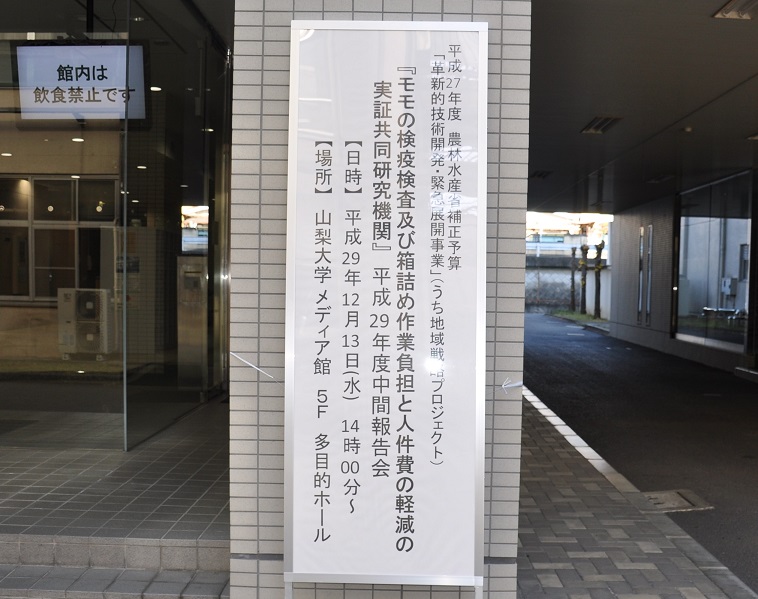 館内は
飲食禁止です
平成27年度 農林水産省補正予算
「革新的技術開発・緊急展開事業」(うち地域戦略プロジェクト)
『モモの検疫検査及び箱詰め作業負担と人件費の軽減の
実証共同研究機関』 平成29年度中間報告会
【日時】 平成29年12月13日(水) 14時00分~
【場所】 山梨大学メディア館 5F 多目的ホール